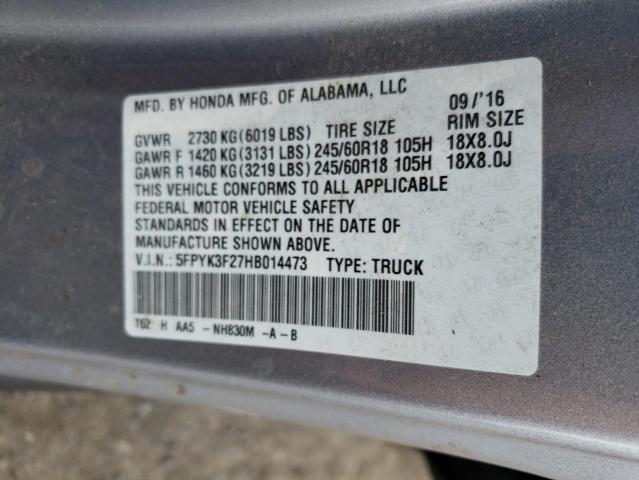 MFD. BY HONDA MFG. OF ALABAMA, LLC 09/'16
GVWR 2730 KG(6019 LBS) TIRE SIZE RIM SIZE
GAWR F 1420 KG(3131 LBS) 245/60R18 105H 18X8.0J
GAWR R 1460 KG(3219 LBS) 245/60R18 105H 18X8.0J
THIS VEHICLE CONFORMS TO ALL APPLICABLE
FEDERAL MOTOR VEHICLE SAFETY
STANDARDS IN EFFECT ON THE DATE OF
MANUFACTURE SHOWN ABOVE.
V.I.N.: 5FPYK3F27HB014473 TYPE: TRUCK
T6Z H AA5 -NH830M -A-B